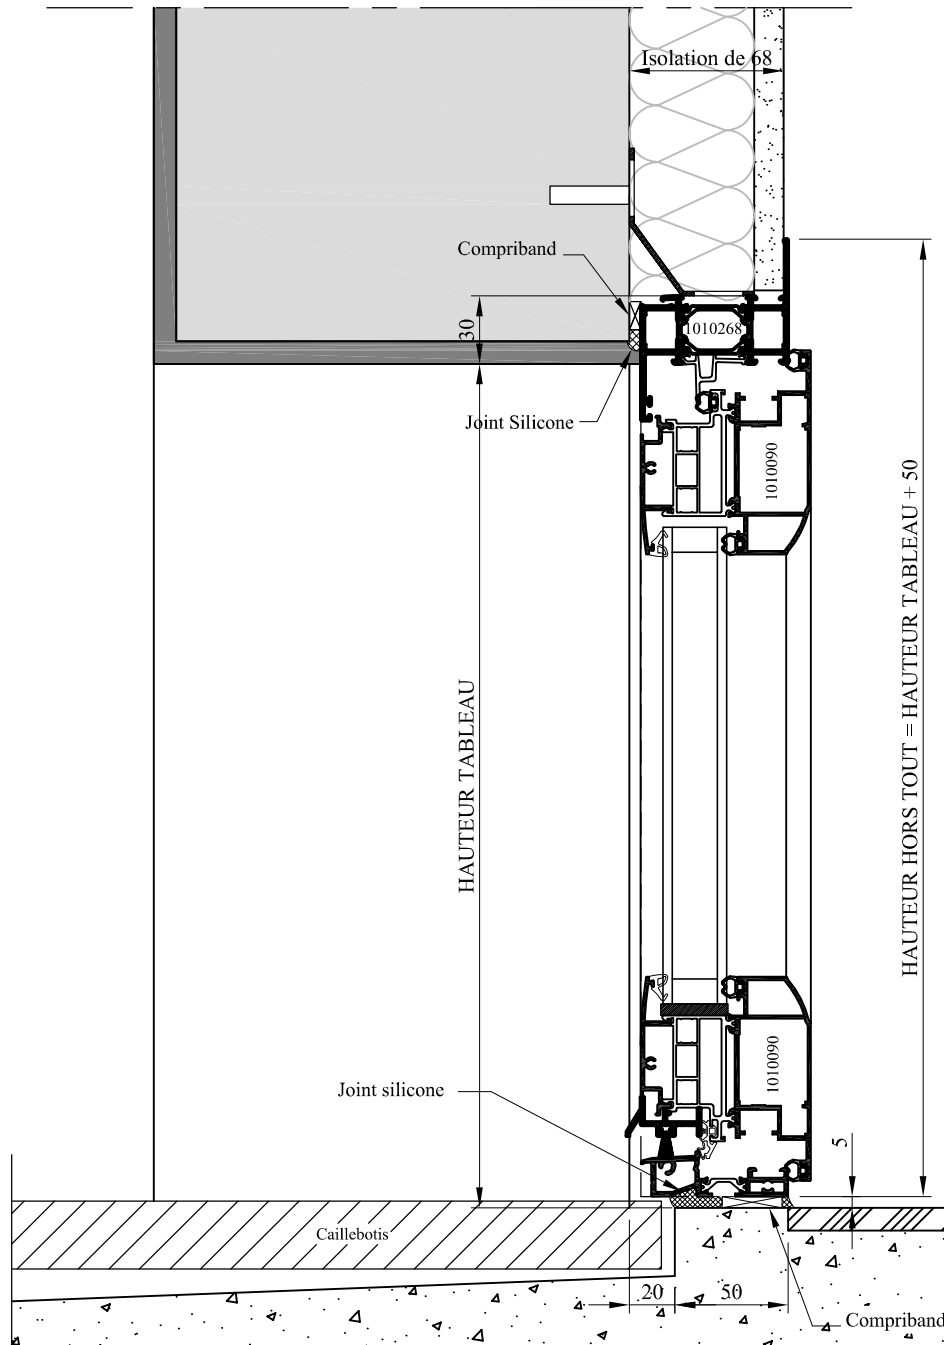 Isolation de 68
Compriband
30
1010268
Joint Silicone
1010090
HAUTEUR TABLEAU
HAUTEUR HORS TOUT = HAUTEUR TABLEAU + 50
1010090
Joint silicone
5
Caillebotis
20
50
Compriband